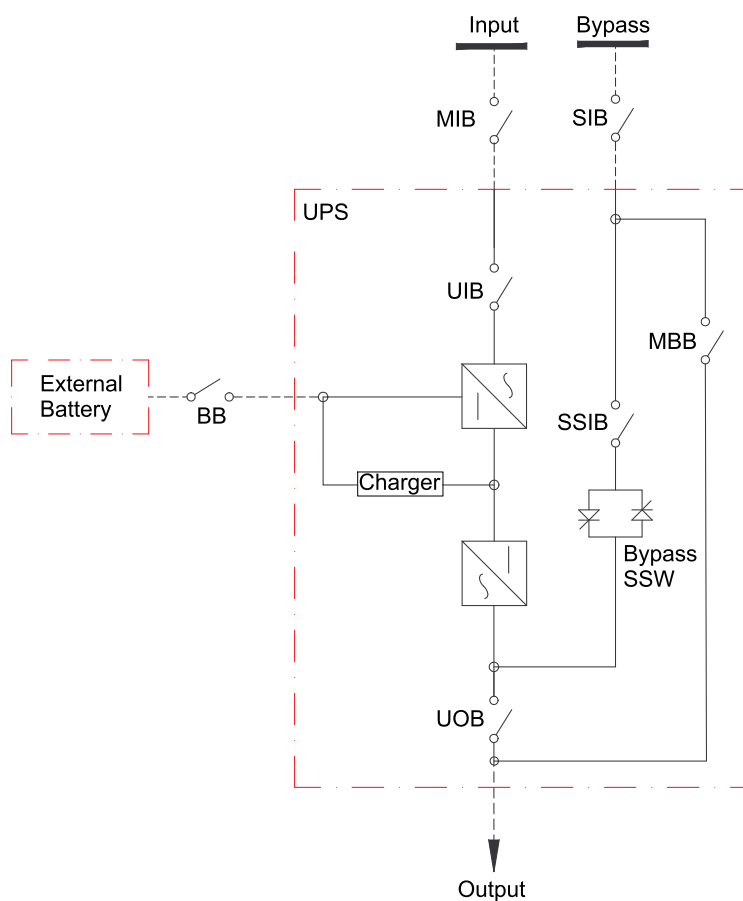 Input
Bypass
MIB
SIB
UPS
UIB
MBB
External
Battery
BB
SSIB
Charger
Bypass
SSW
UOB
Output